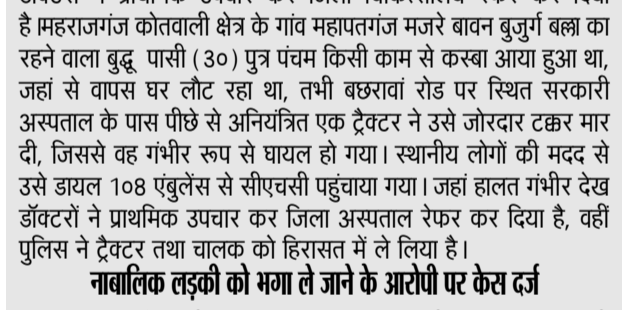 है।महराजगंज कोतवाली क्षेत्र के गांव महापतगंज मजरे बावन बुजुर्ग बल्ला का
रहने वाला बुद्धू पासी (३०) पुत्र पंचम किसी काम से कस्बा आया हुआ था,
जहां से वापस घर लौट रहा था, तभी बछरावां रोड पर स्थित सरकारी
अस्पताल के पास पीछे से अनियंत्रित एक ट्रैक्टर ने उसे जोरदार टक्कर मार
दी, जिससे वह गंभीर रूप से घायल हो गया। स्थानीय लोगों की मदद से
उसे डायल १०८ एंबुलेंस से सीएचसी पहुंचाया गया। जहां हालत गंभीर देख
डॉक्टरों ने प्राथमिक उपचार कर जिला अस्पताल रेफर कर दिया है, वहीं
पुलिस ने ट्रैक्टर तथा चालक को हिरासत में ले लिया है।
नाबालिक लड़की को भगा ले जाने के आरोपी पर केस दर्ज